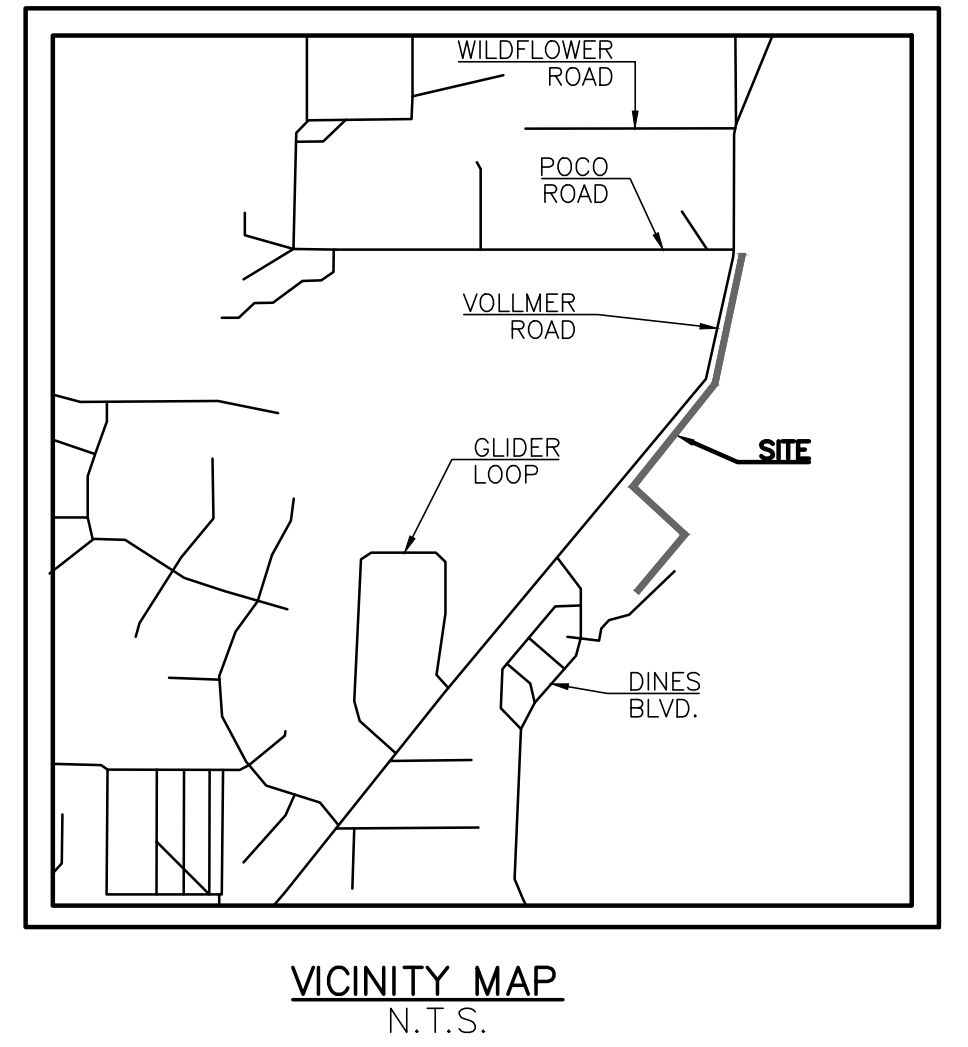 WILDFLOWER
ROAD
POCO
ROAD
VOLLMER
ROAD
GLIDER
LOOP
SITE
DINES
BLVD.
VICINITY MAP
N.T.S.